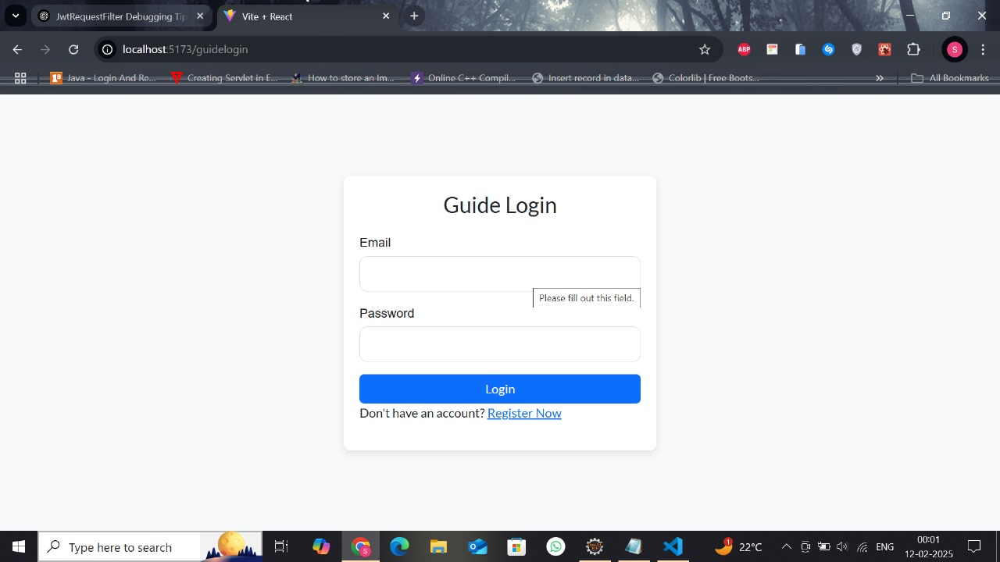 JwtRequestFilter Debugging Tip
Vite + React
localhost:5173/guidelogin
ABP
S
Java - Login And Re...
Creating Servlet in E...
How to store an Im...
Online C++ Compil...
Insert record in data...
Colorlib | Free Boots...
All Bookmarks
Guide Login
Email
Please fill out this field.
Password
Login
Don't have an account? Register Now
Type here to search
S
1
22°C
ENG
00:01
12-02-2025